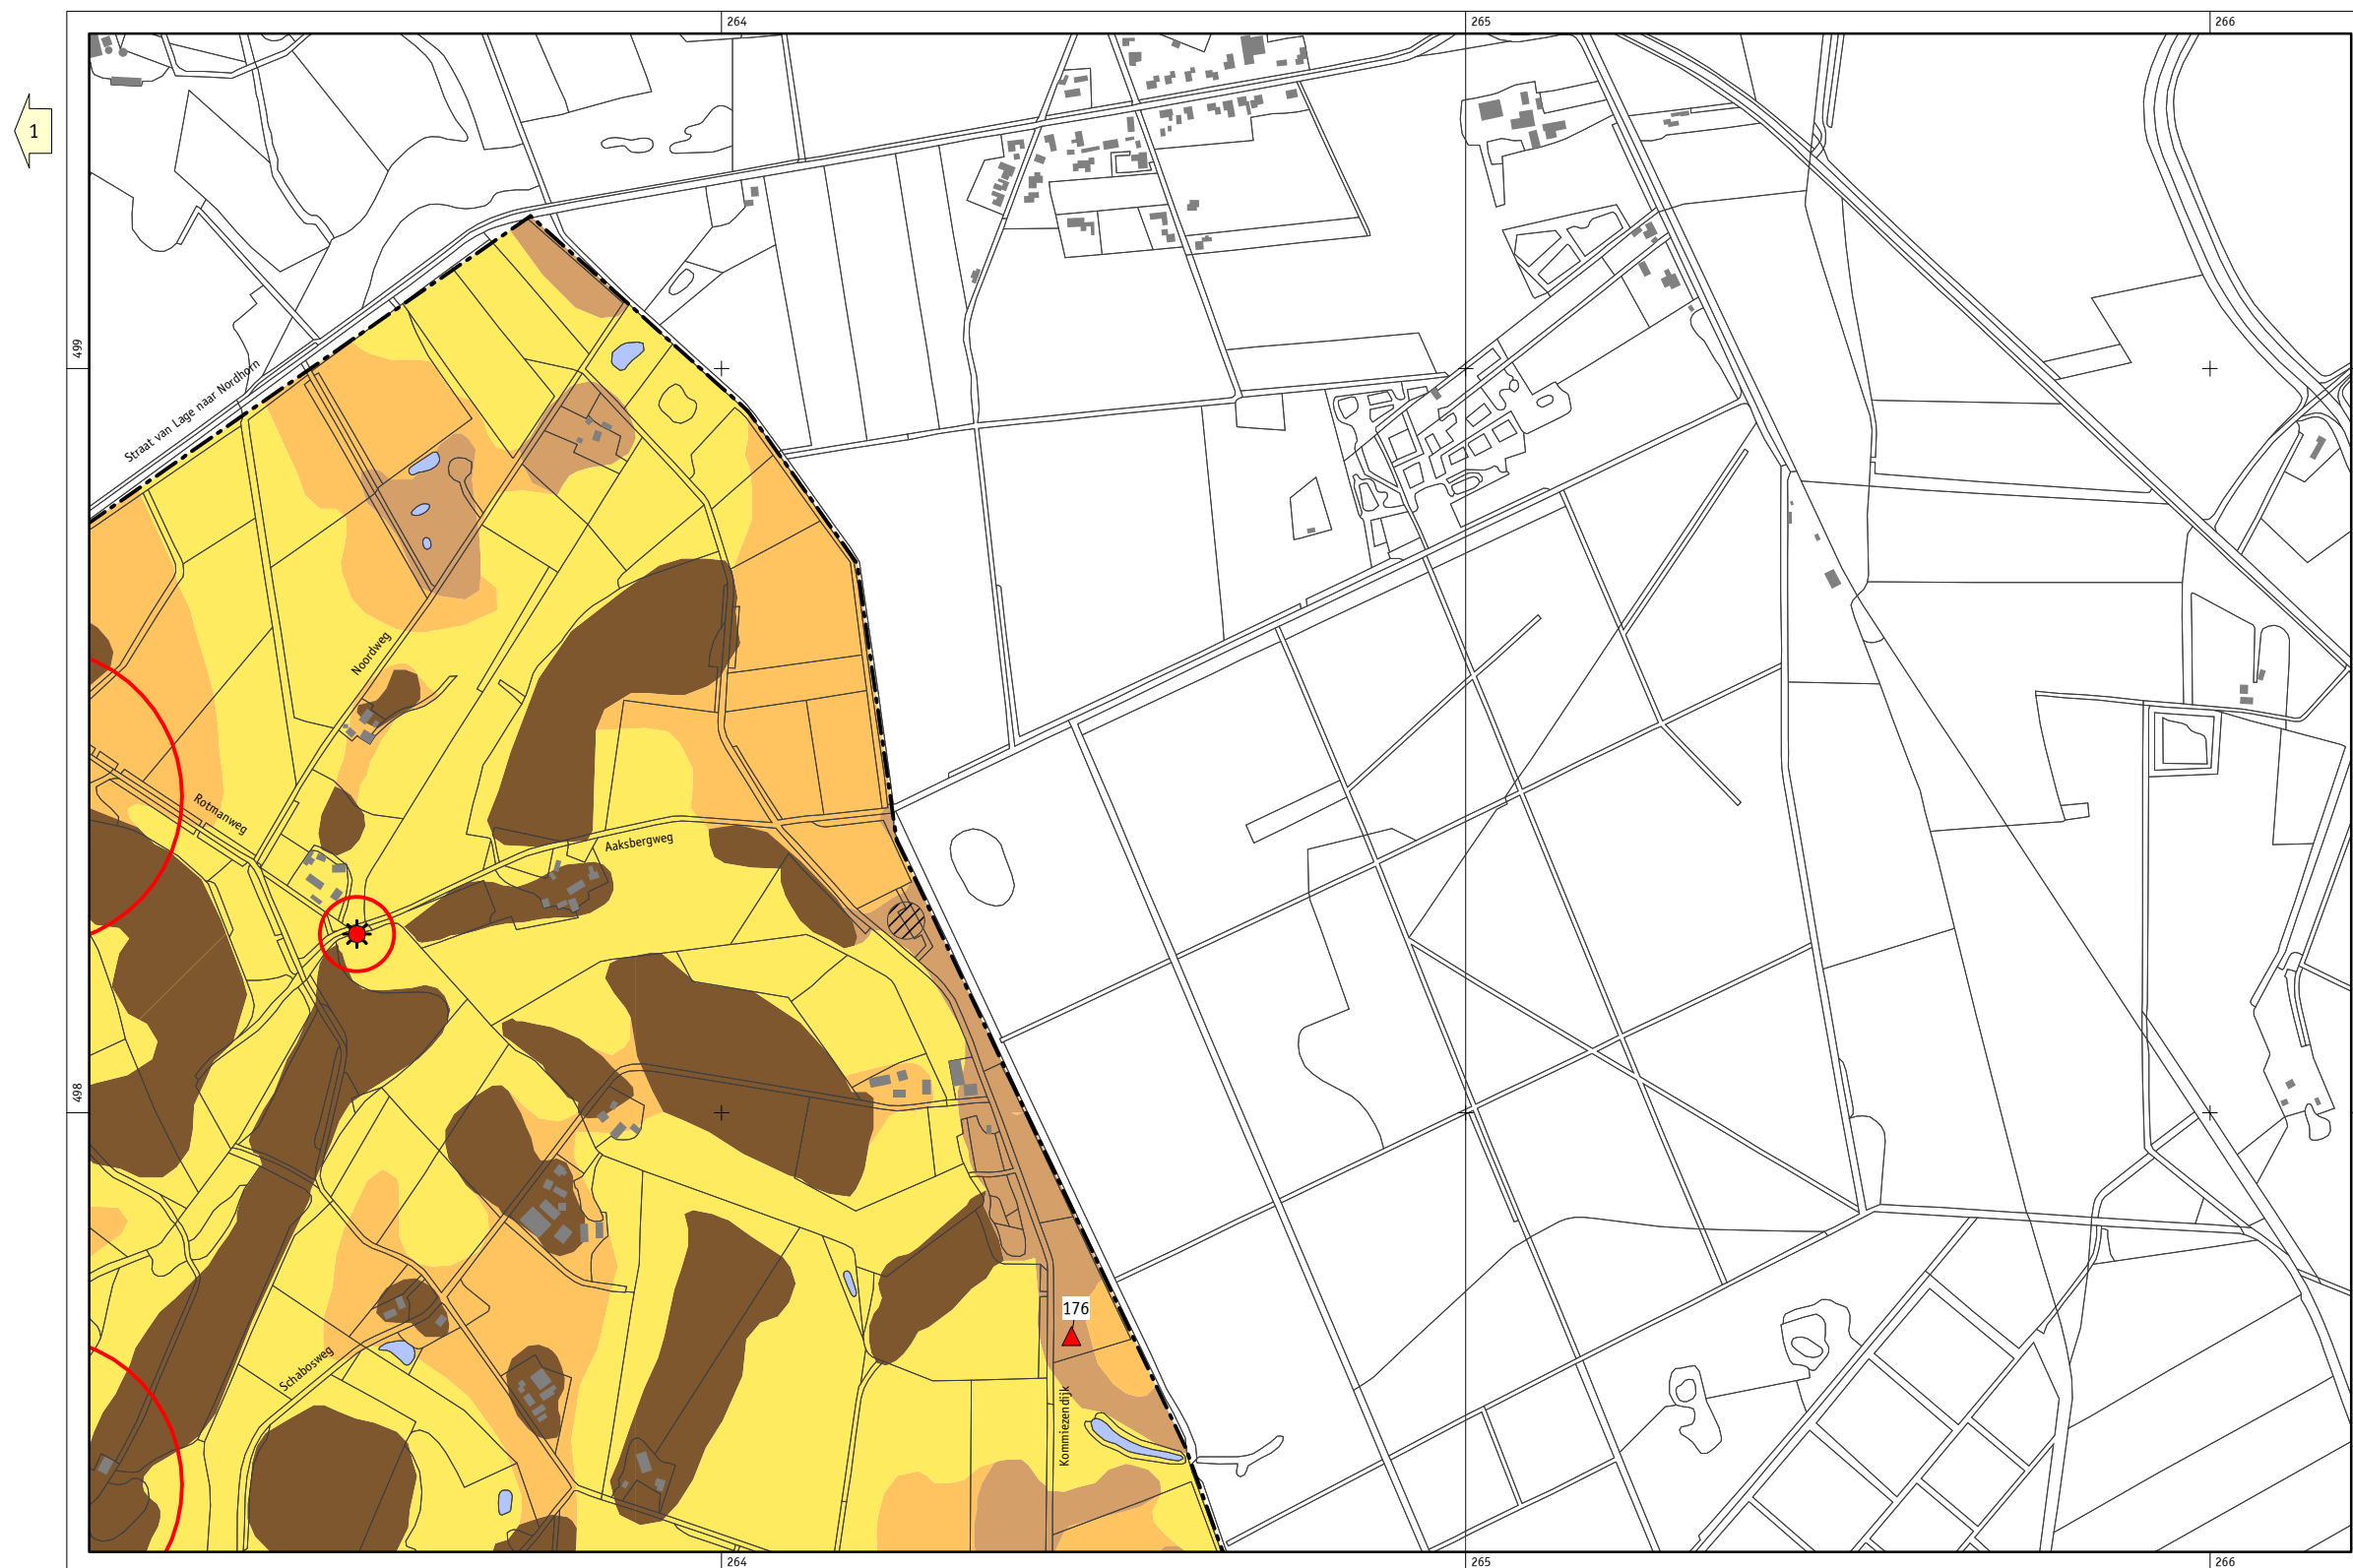 264
265
266
1
499
Straat van Lage naar Nordhorn
Noordweg
Rotmanweg
Aaksbergweg
498
176
Schabosweg
Kommiezendijk
264
265
266